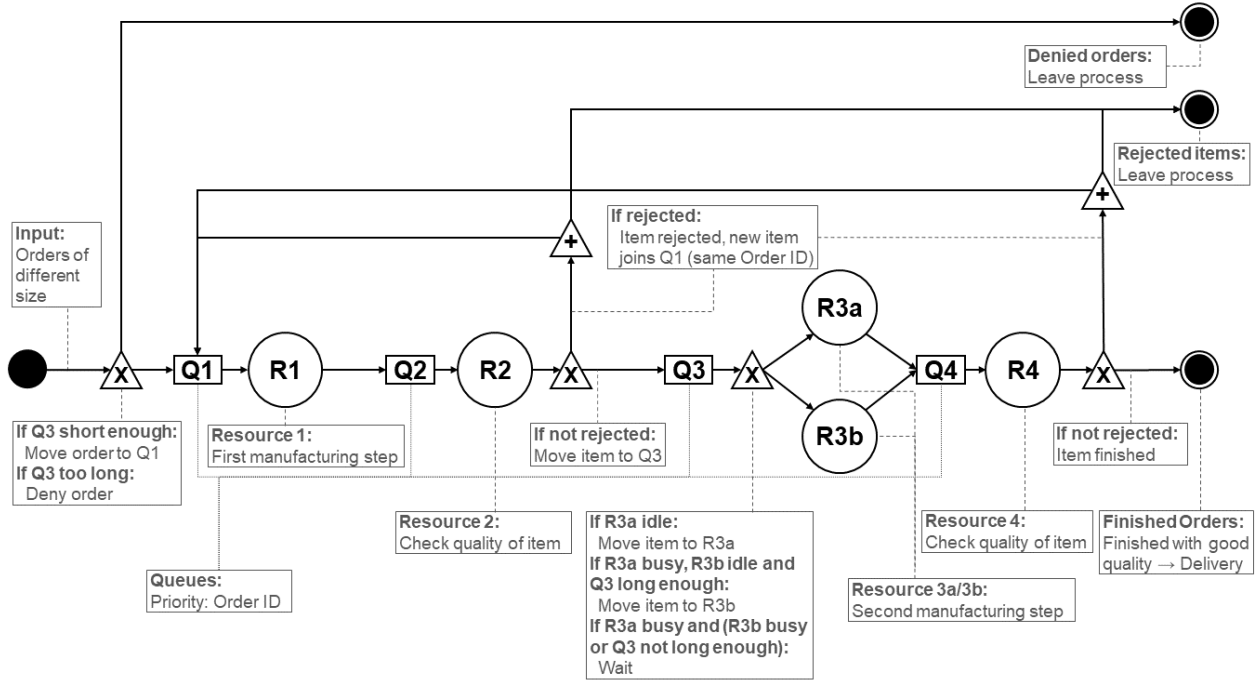 Denied orders:
Leave process
Rejected items:
Leave process
+
Input:
Orders of
different
size
If rejected:
Item rejected, new item
joins Q1 (same Order ID)
+
R3a
X
Q1
R1
Q2
R2
X
Q3
X
Q4
R4
X
R3b
If Q3 short enough:
Move order to Q1
If Q3 too long:
Deny order
Resource 1:
First manufacturing step
If not rejected:
Move item to Q3
If not rejected:
Item finished
Resource 2:
Check quality of item
If R3a idle:
Move item to R3a
If R3a busy, R3b idle and
Q3 long enough:
Move item to R3b
If R3a busy and (R3b busy
or Q3 not long enough):
Wait
Resource 4:
Check quality of item
Finished Orders:
Finished with good
quality → Delivery
Queues:
Priority: Order ID
Resource 3a/3b:
Second manufacturing step